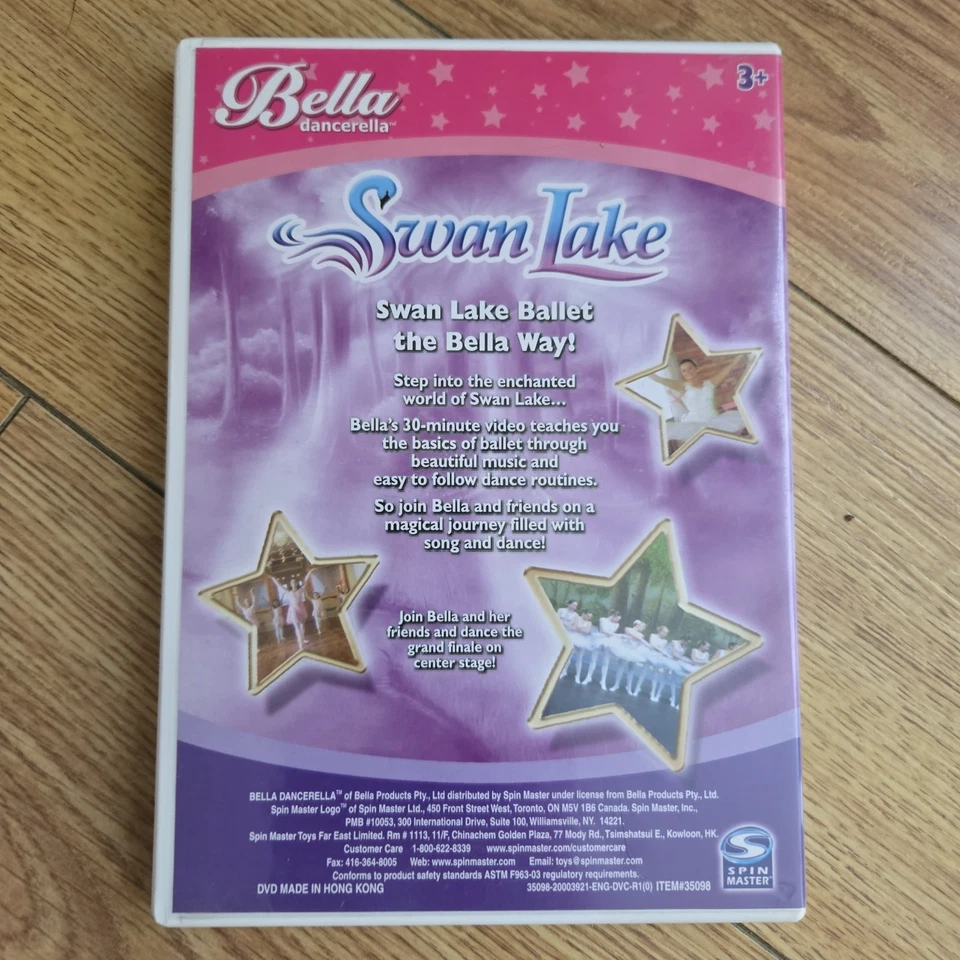 Bella
dancerella™
3+
Swan Lake
Swan Lake Ballet
the Bella Way!
Step into the enchanted
world of Swan Lake...
Bella's 30-minute video teaches you
the basics of ballet through
beautiful music and
easy to follow dance routines.
So join Bella and friends on a
magical journey filled with
song and dance!
Join Bella and her
friends and dance the
grand finale on
center stage!
BELLA DANCERELLA™ of Bella Products Pty., Ltd distributed by Spin Master under license from Bella Products Pty., Ltd.
Spin Master Logo™ of Spin Master Ltd., 450 Front Street West, Toronto, ON M5V 1B6 Canada. Spin Master, Inc.,
PMB #10053, 300 International Drive, Suite 100, Williamsville, NY. 14221.
Spin Master Toys Far East Limited. Rm # 1113, 11/F, Chinachem Golden Plaza, 77 Mody Rd., Tsimshatsui E., Kowloon, HK.
Customer Care 1-800-622-8339 www.spinmaster.com/customercare
Fax: 416-364-8005 Web: www.spinmaster.com Email: toys@spinmaster.com
Conforms to product safety standards ASTM F963-03 regulatory requirements.
DVD MADE IN HONG KONG 35098-20003921-ENG-DVC-R1(0) ITEM#35098
SPIN
MASTER™